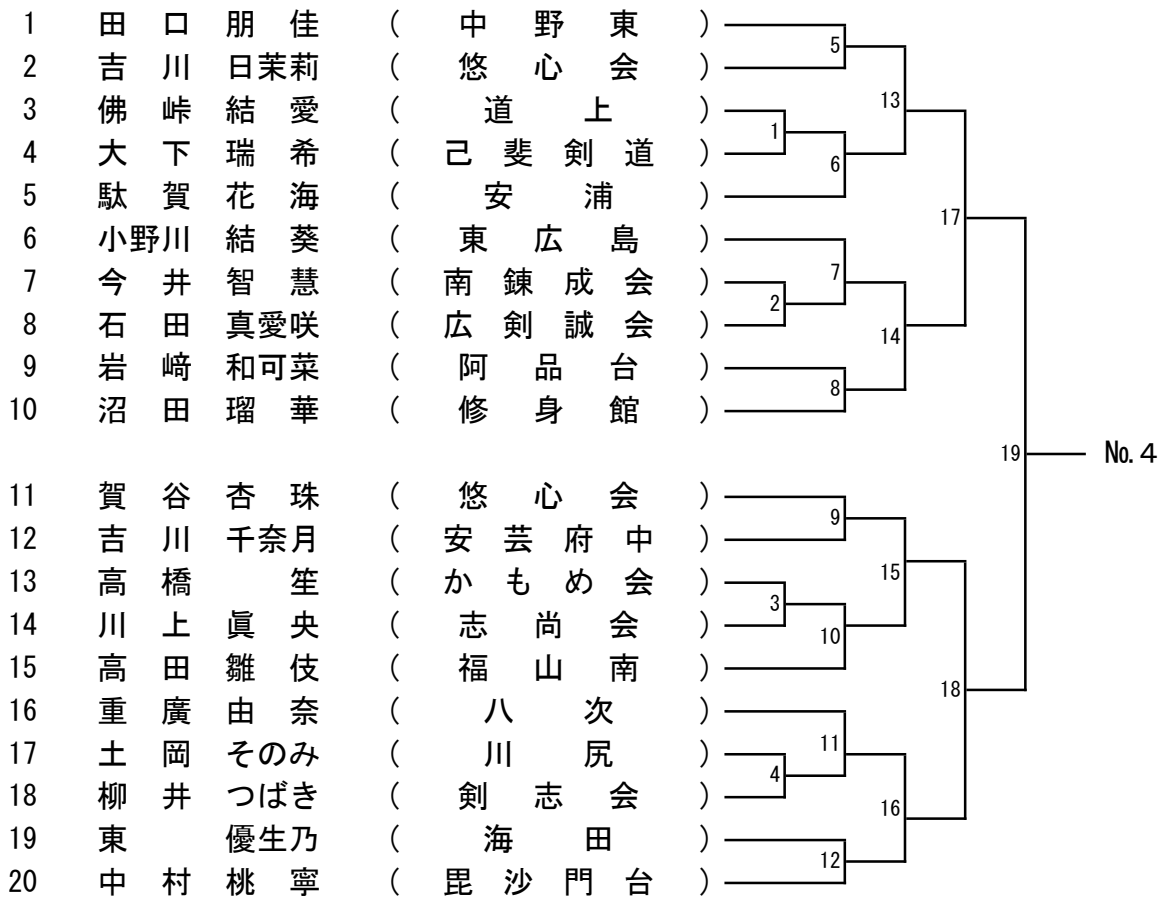 1 田口朋佳 (中野東)
5
2 吉川日茉莉 (悠心会)
13
3 佛峠結愛 (道上)
1
4 大下瑞希 (己斐剣道)
6
5 駄賀花海 (安浦)
17
6 小野川結葵 (東広島)
7
7 今井智慧 (南錬成会)
2
8 石田真愛咲 (広剣誠会)
14
9 岩﨑和可菜 (阿品台)
8
10 沼田瑠華 (修身館)
19 №4
11 賀谷杏珠 (悠心会)
9
12 吉川千奈月 (安芸府中)
15
13 高橋笙 (かもめ会)
3
14 川上眞央 (志尚会)
10
15 高田雛伎 (福山南)
18
16 重廣由奈 (八次)
11
17 土岡そのみ (川尻)
4
18 柳井つばき (剣志会)
16
19 東優生乃 (海田)
12
20 中村桃寧 (毘沙門台)